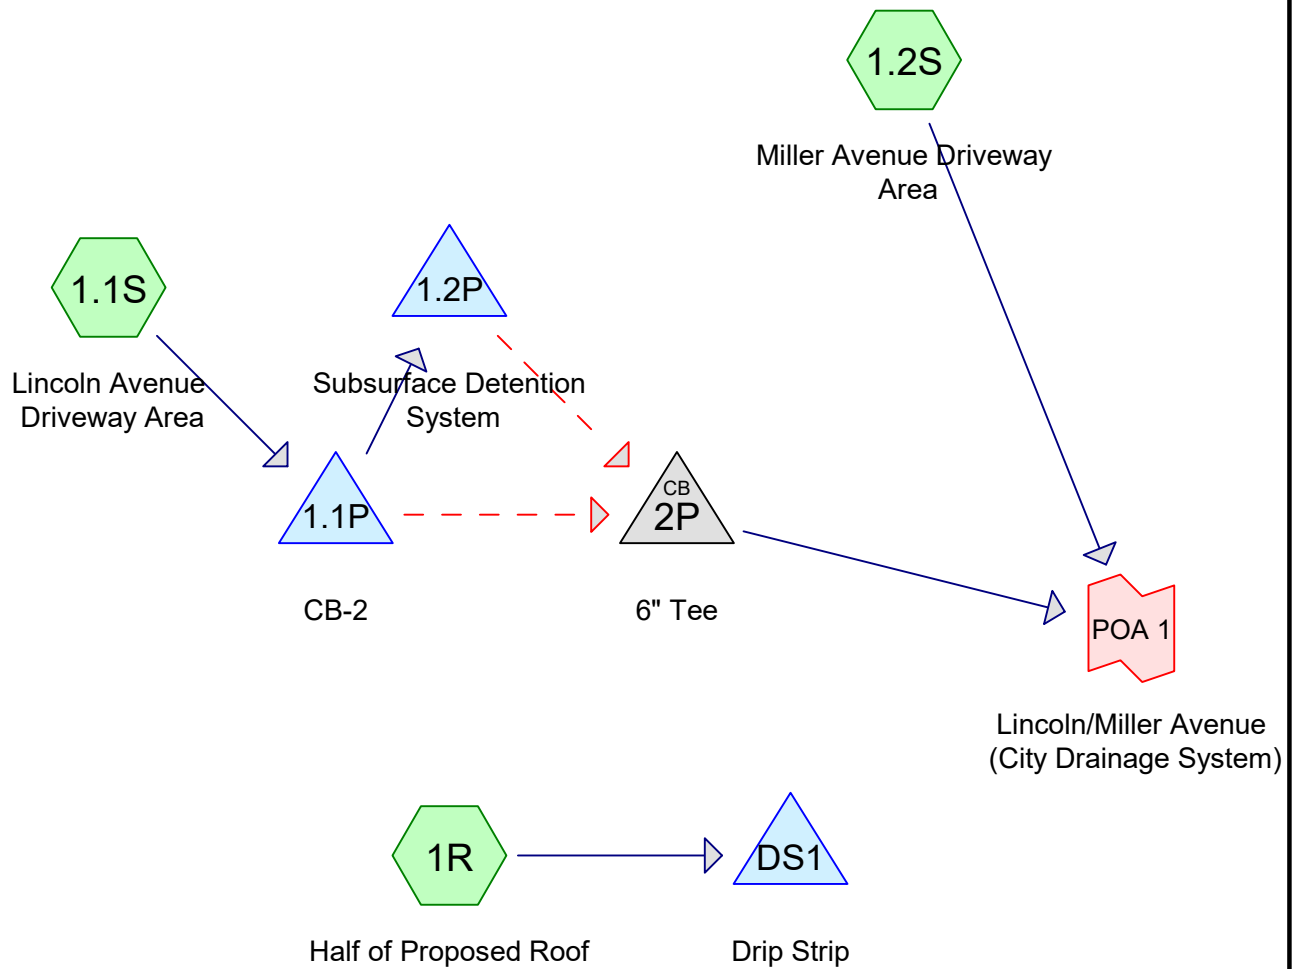 1.2S
Miller Avenue Driveway
Area
1.1S
Lincoln Avenue
Driveway Area
1.2P
Subsurface Detention
System
1.1P
CB-2
CB
2P
6" Tee
POA 1
Lincoln/Miller Avenue
(City Drainage System)
1R
Half of Proposed Roof
DS1
Drip Strip